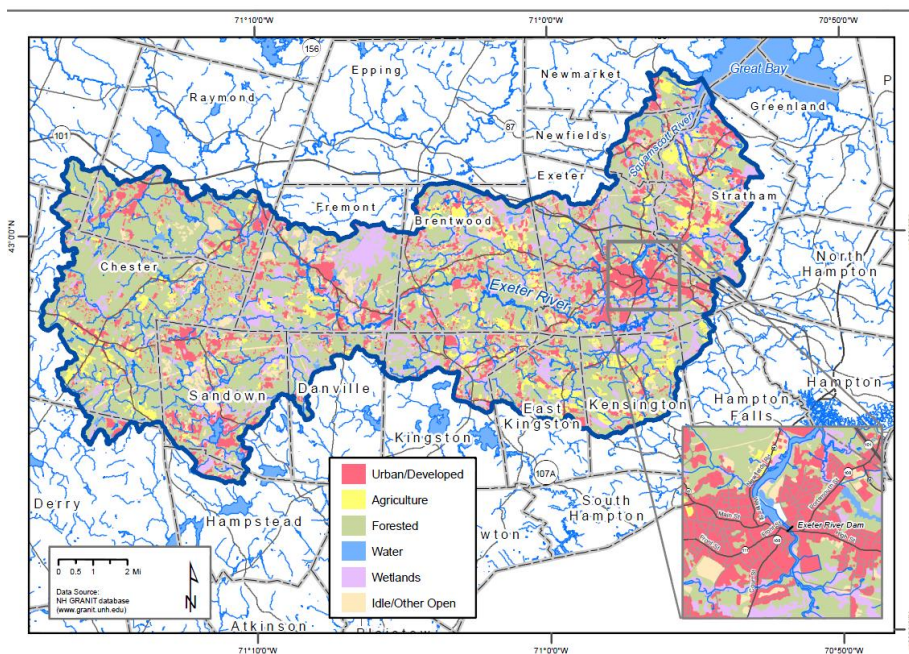 71°10'0"W
71°0'0"W
70°50'0"W
156
Epping
Newmarket
Great Bay
Raymond
Greenland
P
101
87
Newfields
Squamscott River
Exeter
Stratham
Fremont
Brentwood
43°0'0"N
Chester
North
Hampton
Exeter River
Sandown
Danville
Hampton
East
Kingston
Kensington
Hampton
Falls
Kingston
107A
Derry
South
Hampton
Hampstead
Urban/Developed
Agriculture
Forested
Water
Wetlands
Idle/Other Open
Main St
Exeter River Dam
High St
0 0.5 1 2 Mi
Data Source:
NH GRANIT database
(www.granit.unh.edu)
N
Atkinson
71°10'0"W
71°0'0"W
70°50'0"W